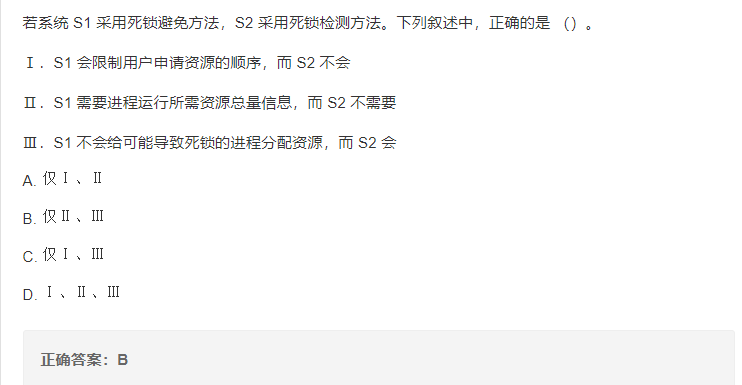 若系统 S1 采用死锁避免方法，S2 采用死锁检测方法。下列叙述中，正确的是 （）。
Ⅰ．S1 会限制用户申请资源的顺序，而 S2 不会
Ⅱ．S1 需要进程运行所需资源总量信息，而 S2 不需要
Ⅲ．S1 不会给可能导致死锁的进程分配资源，而 S2 会
A. 仅Ⅰ、Ⅱ
B. 仅Ⅱ、Ⅲ
C. 仅Ⅰ、Ⅲ
D. Ⅰ、Ⅱ、Ⅲ
正确答案：B